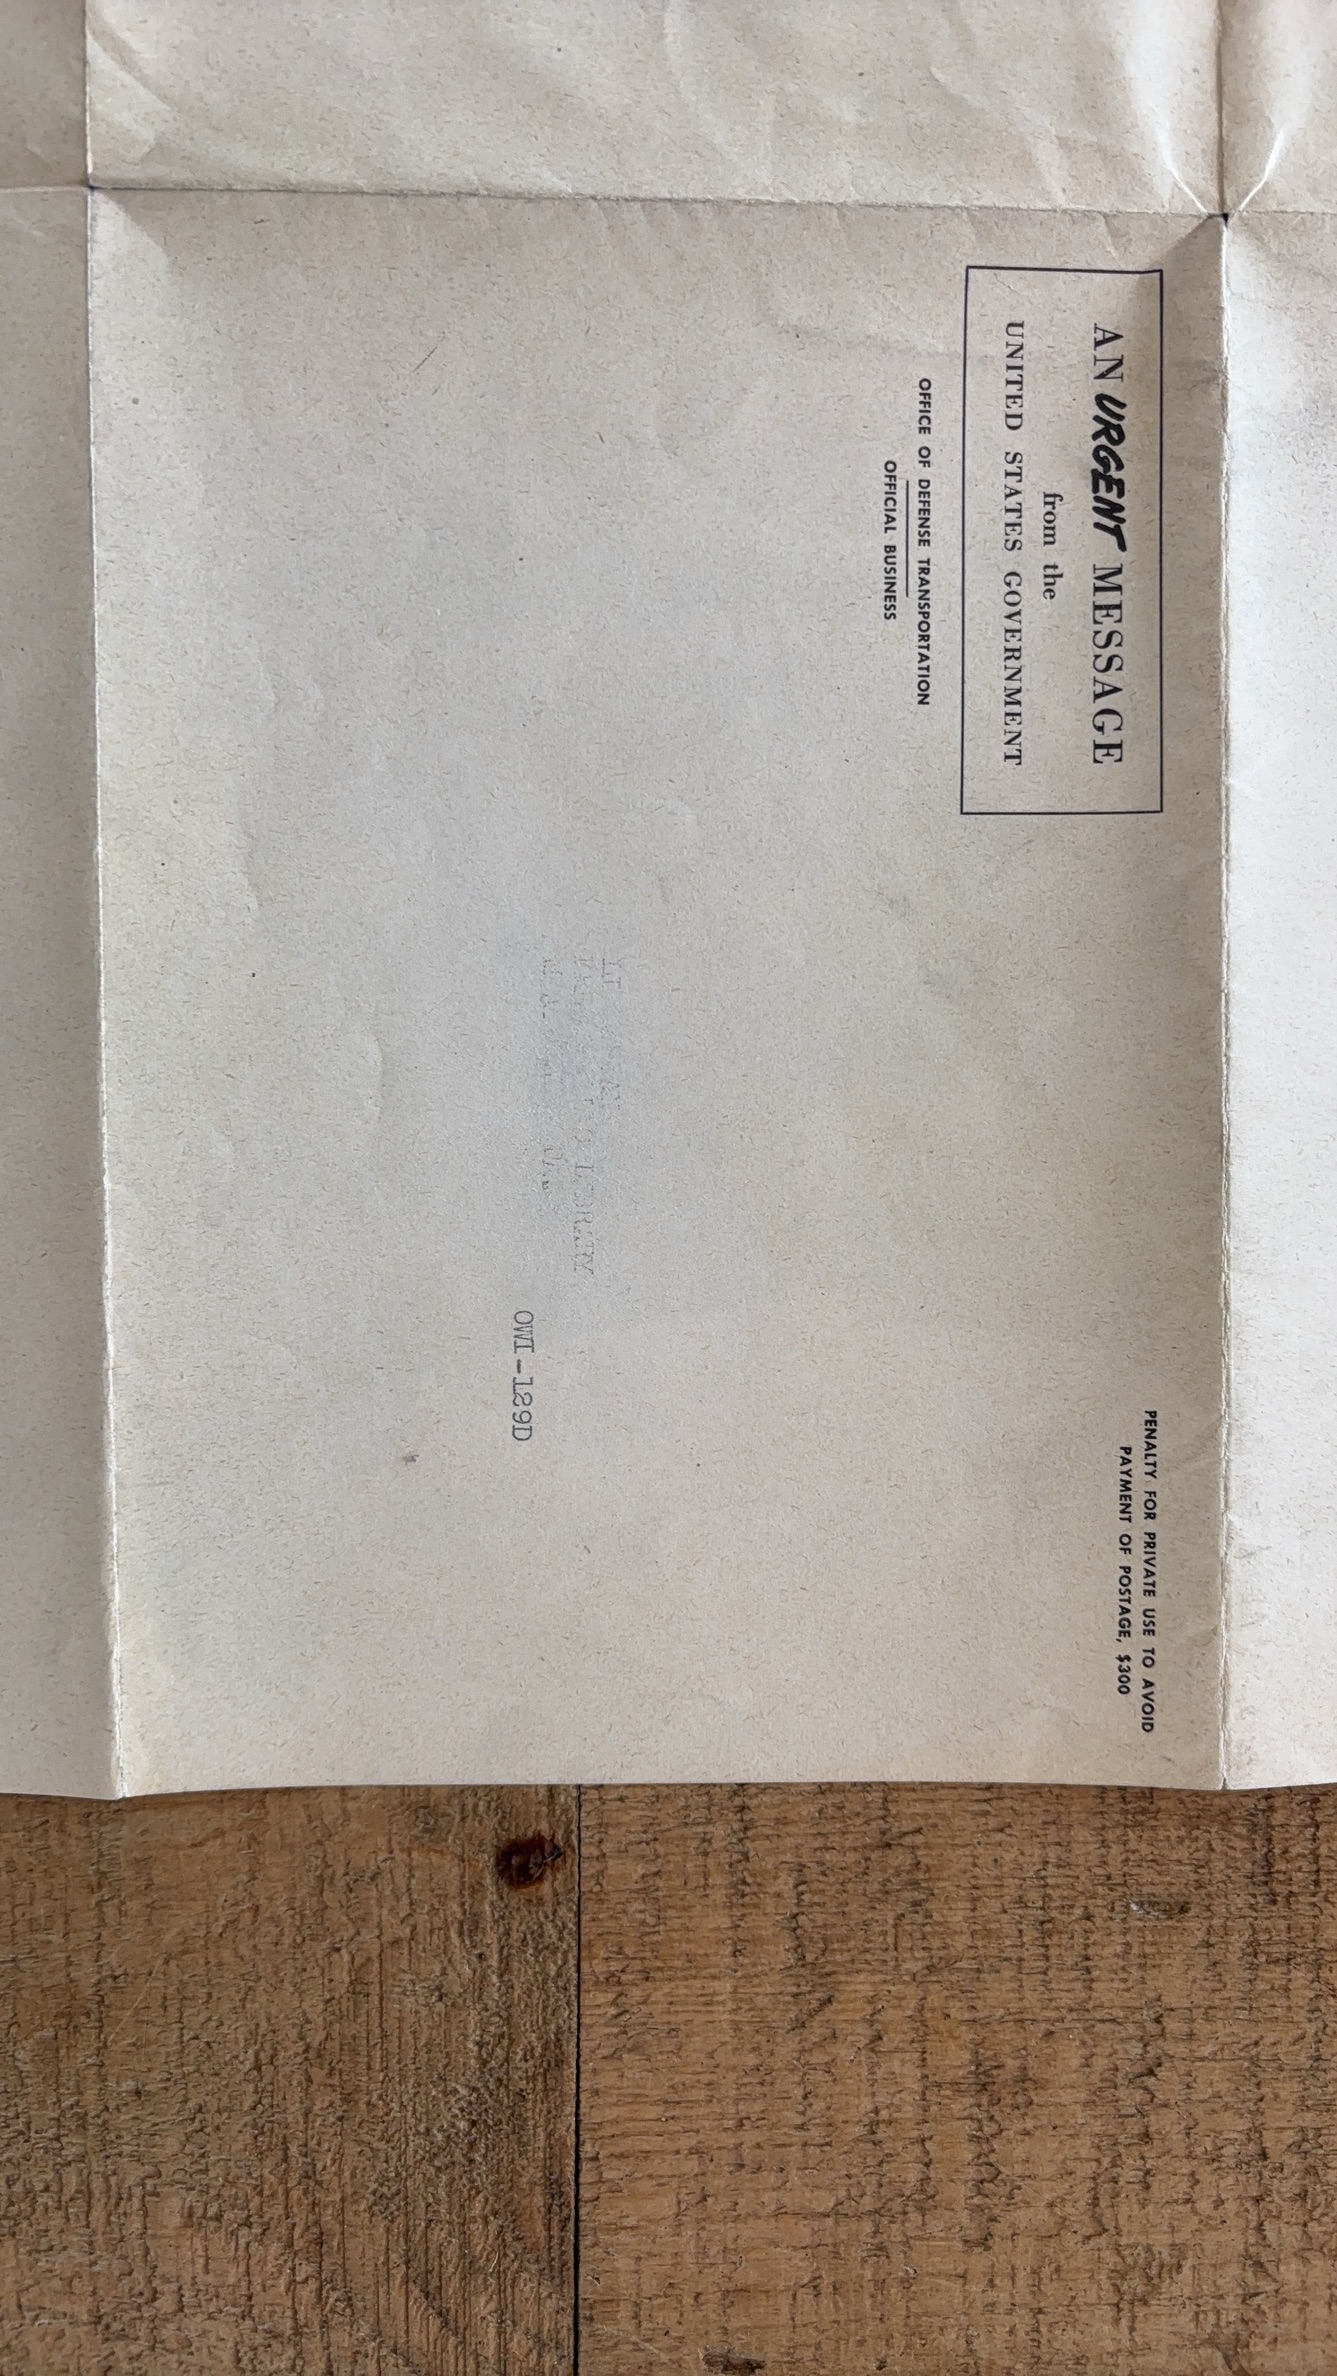 AN URGENT MESSAGE
from the
UNITED STATES GOVERNMENT
OFFICE OF DEFENSE TRANSPORTATION
OFFICIAL BUSINESS
PENALTY FOR PRIVATE USE TO AVOID
PAYMENT OF POSTAGE, $300
OWI-129D